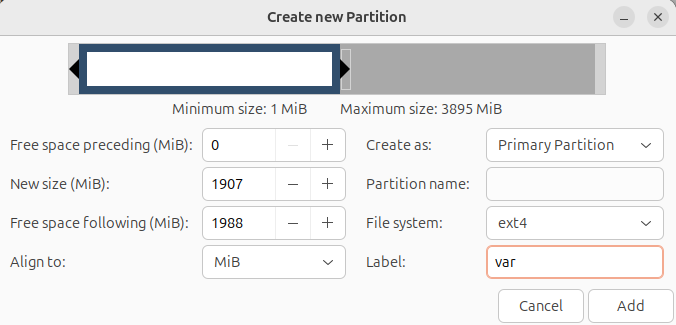 Create new Partition
Minimum size: 1 MiB Maximum size: 3895 MiB
Free space preceding (MiB): 0 Create as: Primary Partition
New size (MiB): 1907 Partition name:
Free space following (MiB): 1988 File system: ext4
Align to: MiB Label: var
Cancel Add